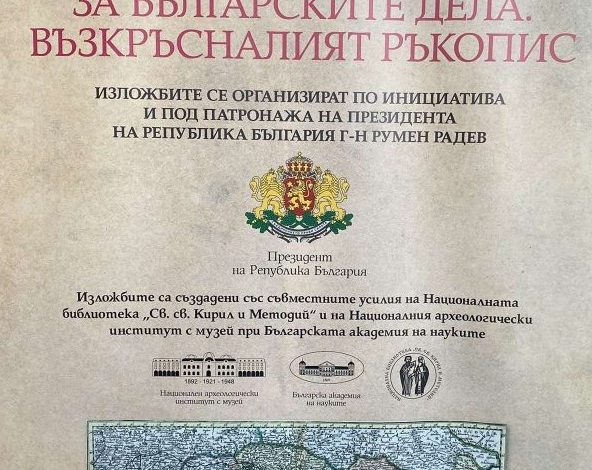 ЗА БЪЛГАРСКИТЕ ДЕЛА.
ВЪЗКРЪСНАЛИЯТ РЪКОПИС
ИЗЛОЖБИТЕ СЕ ОРГАНИЗИРАТ ПО ИНИЦИАТИВА
И ПОД ПАТРОНАЖА НА ПРЕЗИДЕНТА
НА РЕПУБЛИКА БЪЛГАРИЯ Г-Н РУМЕН РАДЕВ
Президент
на Република България
Изложбите са създадени със съвместните усилия на Националната
библиотека „Св. св. Кирил и Методий" и на Националния археологически
институт с музей при Българската академия на науките
1892 - 1921 - 1948
Национален археологически
институт с музей
1869
Българска академия
на науките